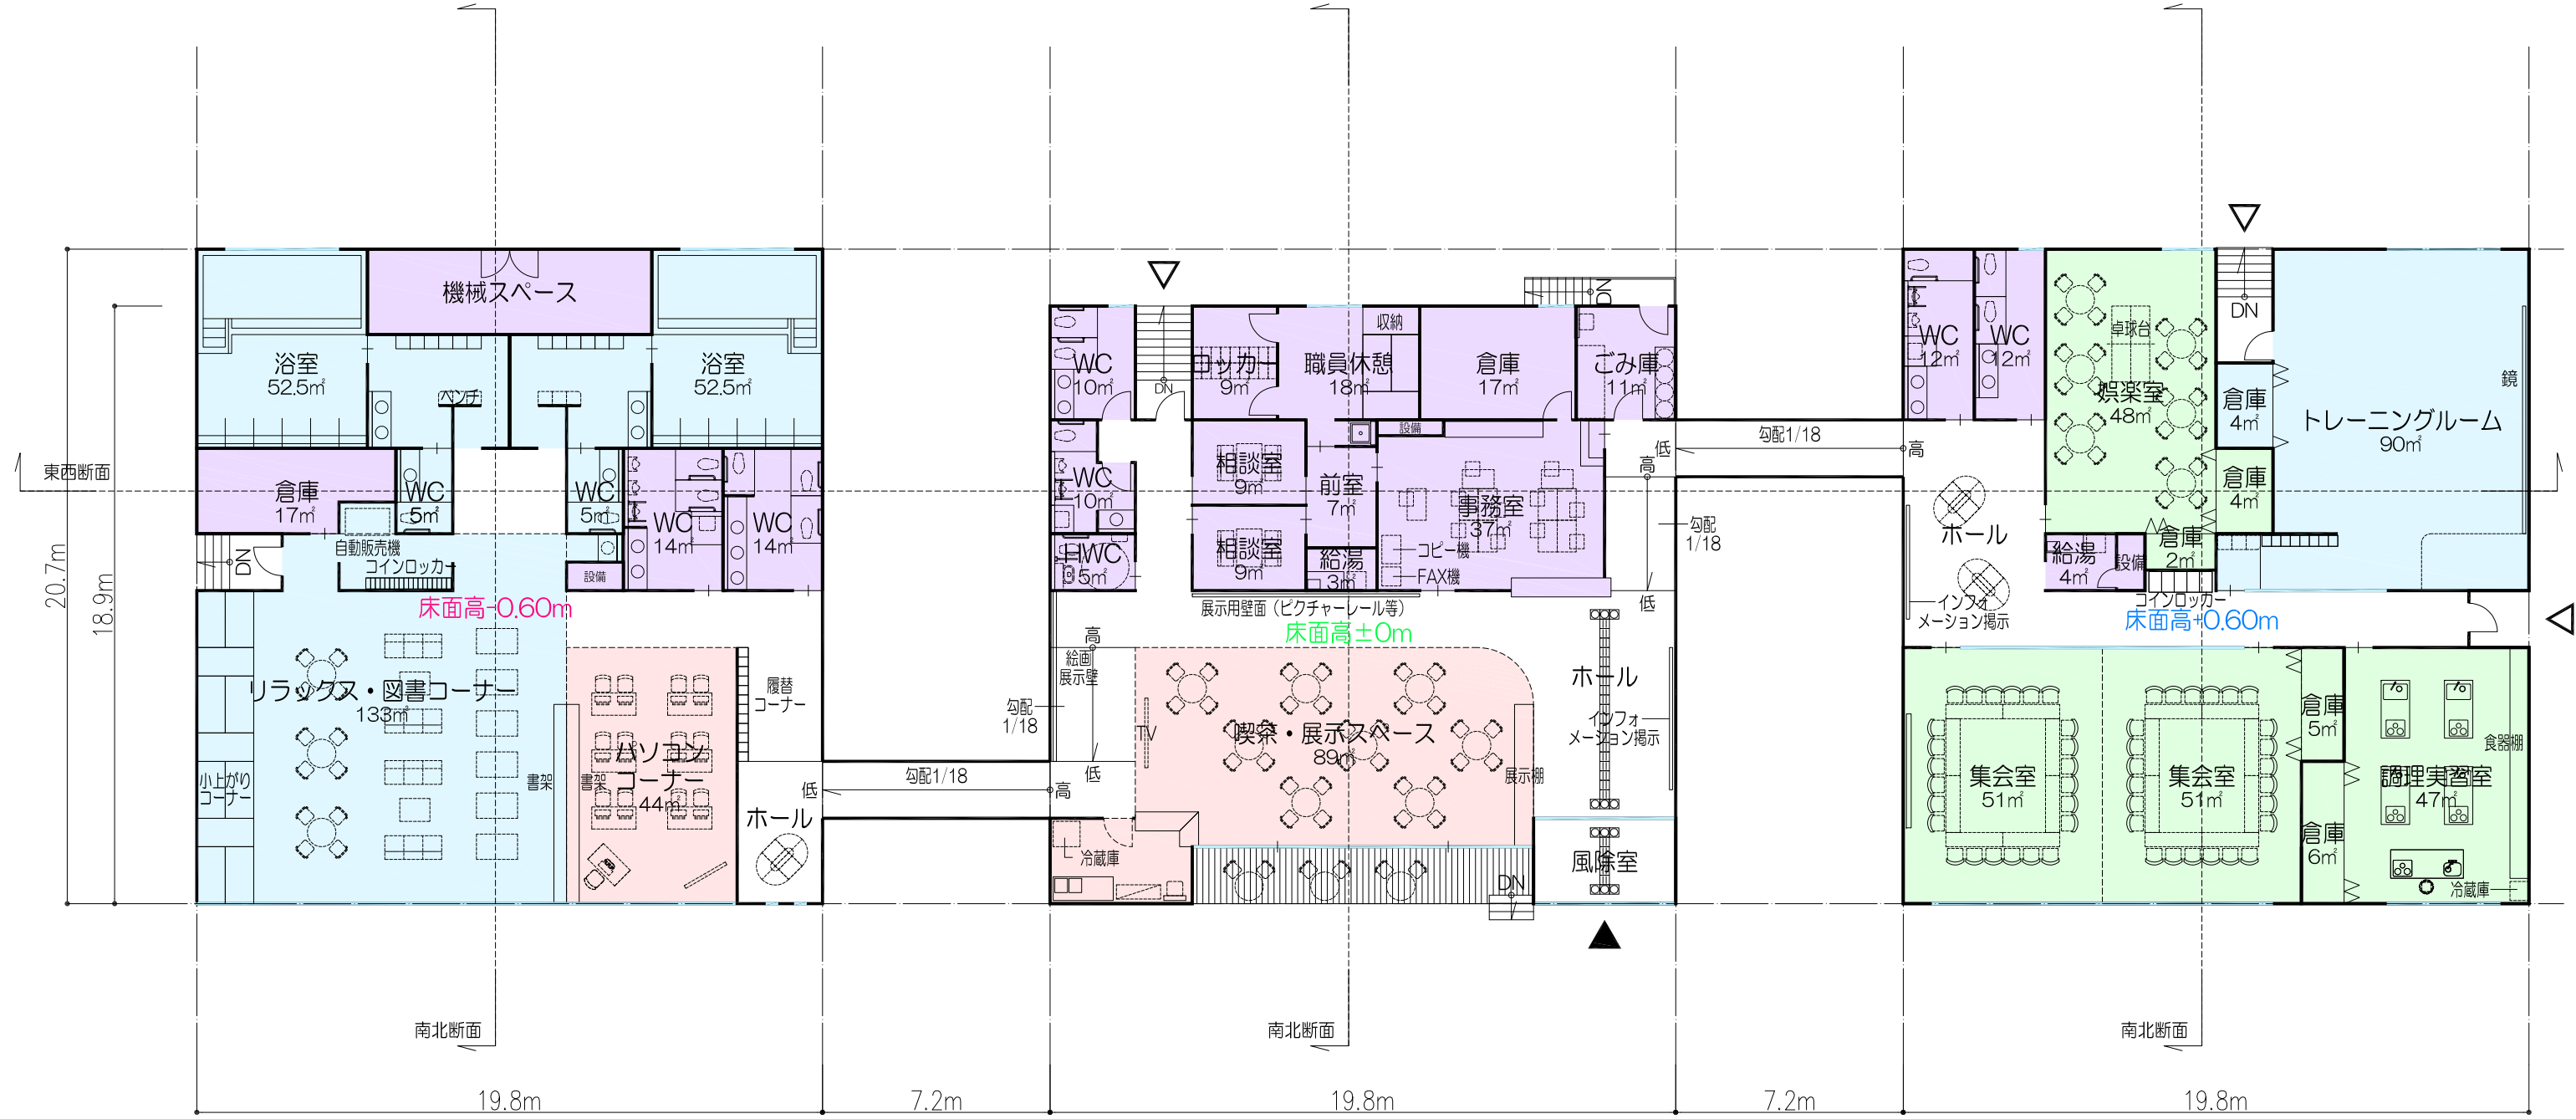 機械スペース
浴室
52.5㎡
浴室
52.5㎡
ベンチ
東西断面
倉庫
17㎡
WC
5㎡
WC
5㎡
WC
14㎡
WC
14㎡
DN
自動販売機
コインロッカー
設備
床面高-0.60m
リラックス・図書コーナー
133㎡
小上がり
コーナー
書架
書架
パソコン
コーナー
44㎡
履替
コーナー
ホール
低
勾配1/18
高
20.7m
18.9m
WC
10㎡
DN
ロッカー
9㎡
職員休憩
18㎡
収納
倉庫
17㎡
DN
ごみ庫
11㎡
WC
10㎡
HWC
5㎡
相談室
9㎡
相談室
9㎡
前室
7㎡
給湯
3㎡
設備
事務室
37㎡
コピー機
FAX機
展示用壁面（ピクチャーレール等）
床面高±0m
高
絵画
展示壁
勾配
1/18
低
TV
喫茶・展示スペース
89㎡
展示棚
冷蔵庫
DN
ホール
インフォ
メーション掲示
風除室
低
勾配1/18
高
高
勾配
1/18
低
WC
12㎡
WC
12㎡
卓球台
娯楽室
48㎡
DN
倉庫
4㎡
倉庫
4㎡
倉庫
2㎡
トレーニングルーム
90㎡
鏡
ホール
給湯
4㎡
設備
インフォ
メーション掲示
コインロッカー
床面高+0.60m
集会室
51㎡
集会室
51㎡
倉庫
5㎡
倉庫
6㎡
調理実習室
47㎡
食器棚
冷蔵庫
南北断面
南北断面
南北断面
19.8m
7.2m
19.8m
7.2m
19.8m